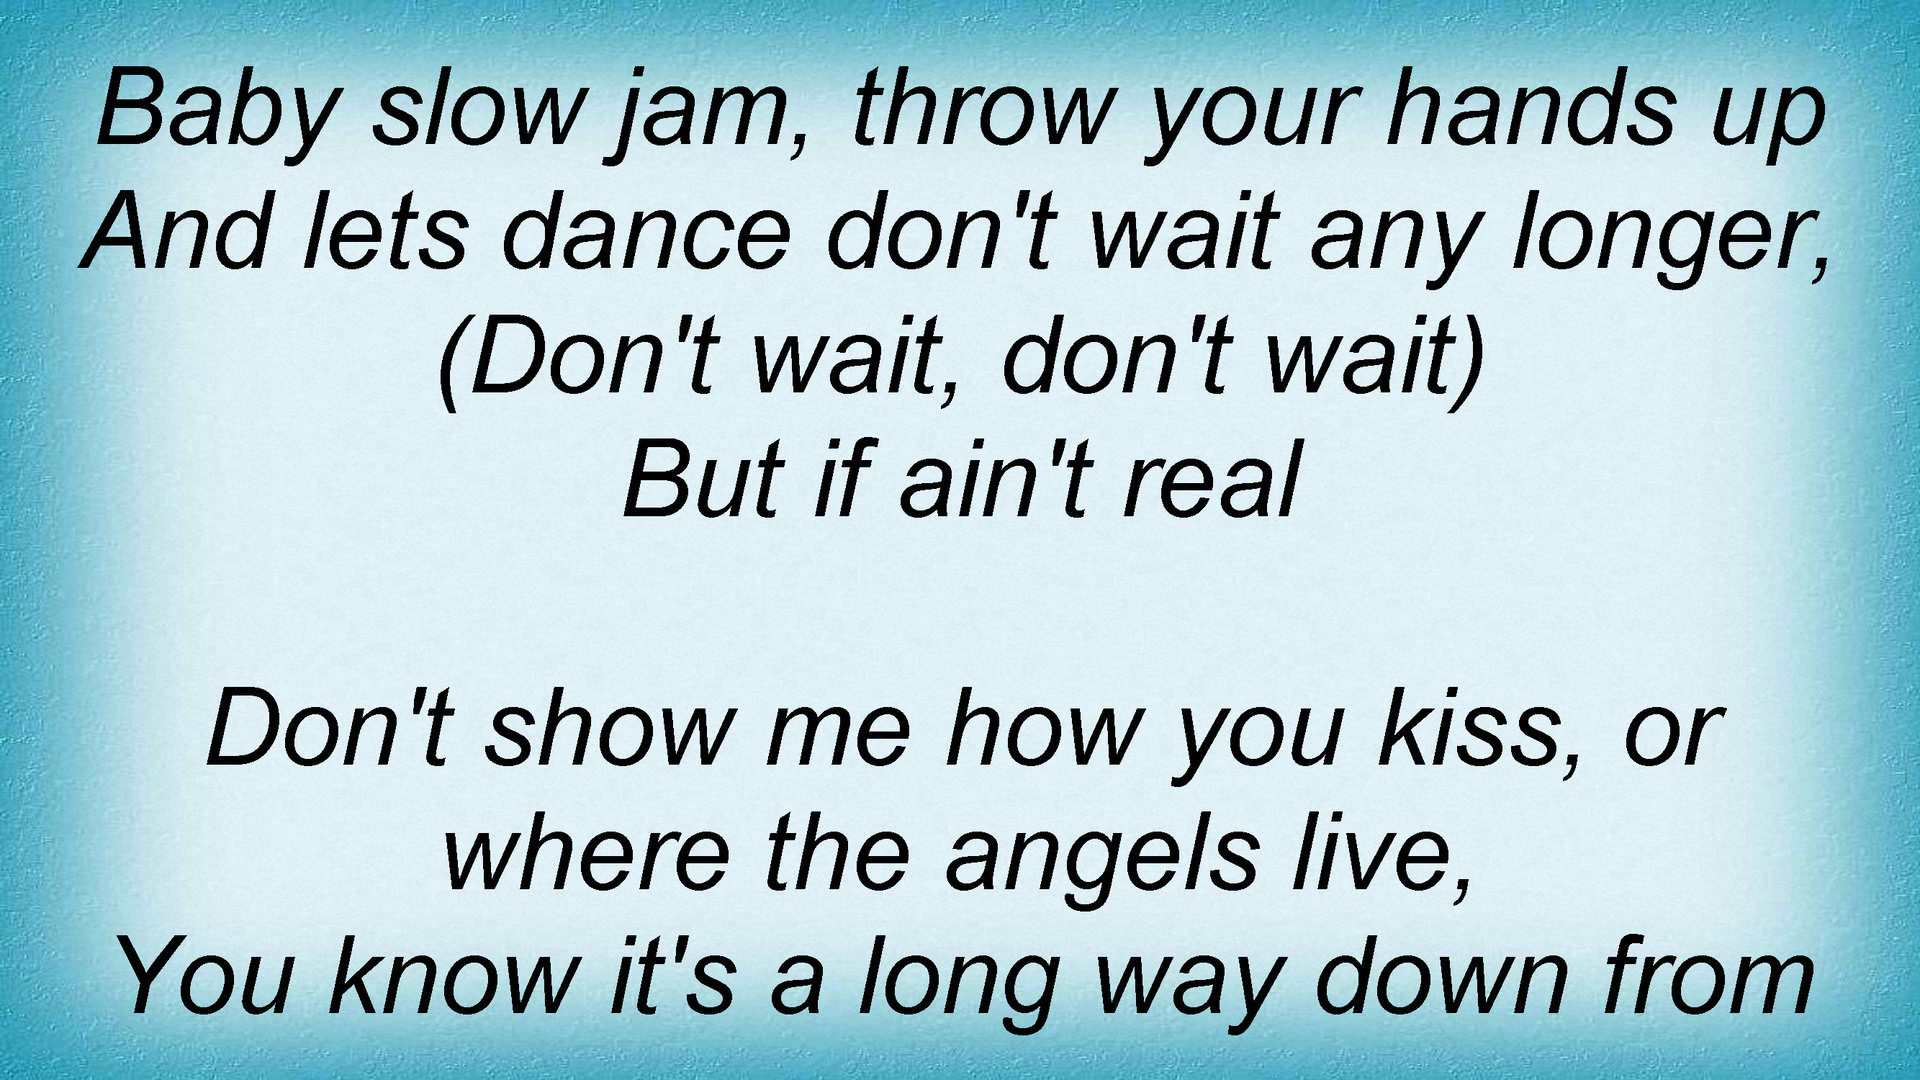 Baby slow jam, throw your hands up
And lets dance don't wait any longer,
(Don't wait, don't wait)
But if ain't real
Don't show me how you kiss, or
where the angels live,
You know it's a long way down from